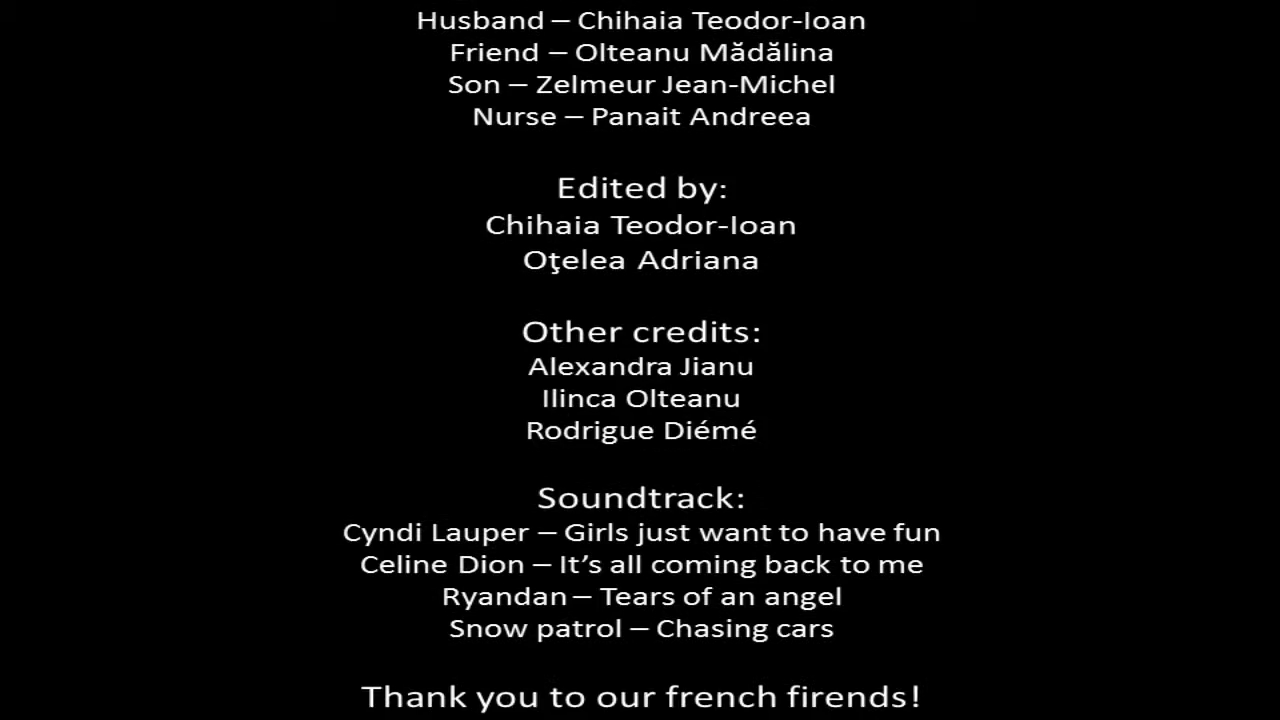 Husband – Chihaia Teodor-Ioan
Friend – Olteanu Mădălina
Son – Zelmeur Jean-Michel
Nurse – Panait Andreea
Edited by:
Chihaia Teodor-Ioan
Oţelea Adriana
Other credits:
Alexandra Jianu
Ilinca Olteanu
Rodrigue Diémé
Soundtrack:
Cyndi Lauper – Girls just want to have fun
Celine Dion – It’s all coming back to me
Ryandan – Tears of an angel
Snow patrol – Chasing cars
Thank you to our french firends!